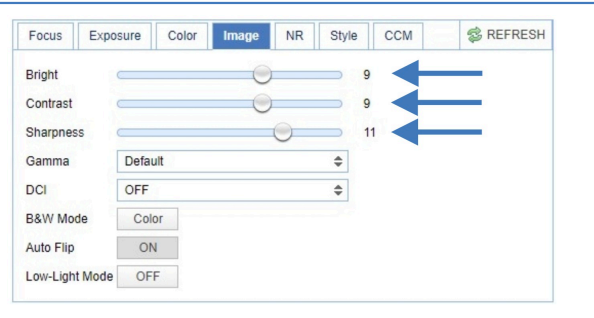 Focus Exposure Color Image NR Style CCM REFRESH
Bright 9
Contrast 9
Sharpness 11
Gamma Default
DCI OFF
B&W Mode Color
Auto Flip ON
Low-Light Mode OFF